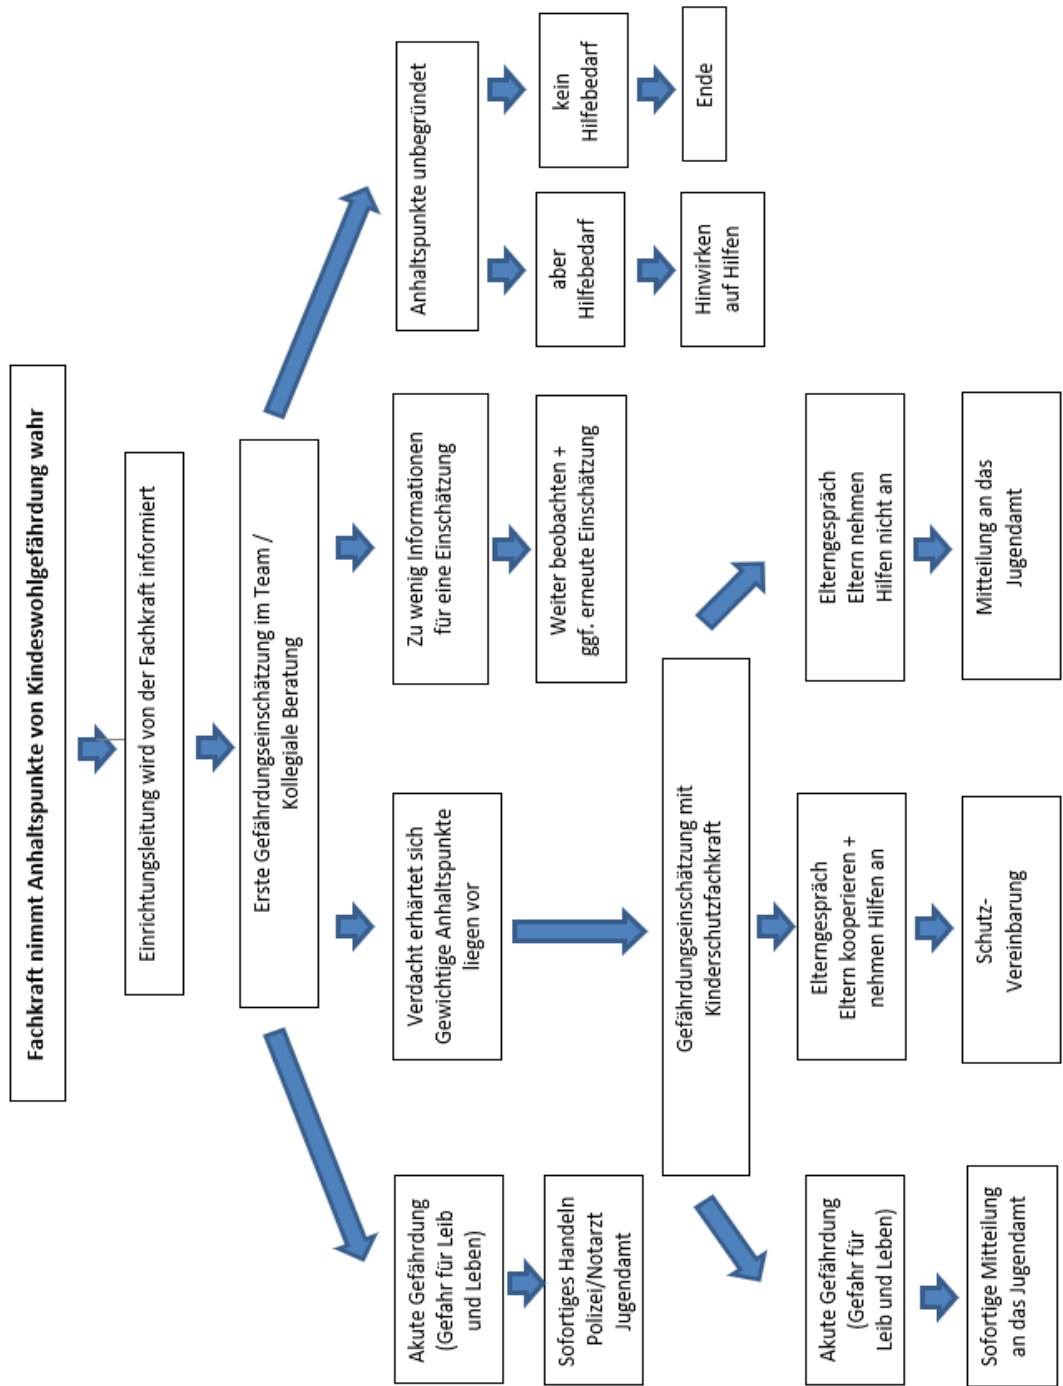 Fachkraft nimmt Anhaltspunkte von Kindeswohlgefährdung wahr
Einrichtungsleitung wird von der Fachkraft informiert
Erste Gefährdungseinschätzung im Team /
Kollegiale Beratung
Akute Gefährdung
(Gefahr für Leib
und Leben)
Verdacht erhärtet sich
Gewichtige Anhaltspunkte
liegen vor
Zu wenig Informationen
für eine Einschätzung
Anhaltspunkte unbegründet
Sofortiges Handeln
Polizei/Notarzt
Jugendamt
Weiter beobachten +
ggf. erneute Einschätzung
aber
Hilfebedarf
kein
Hilfebedarf
Hinwirken
auf Hilfen
Ende
Gefährdungseinschätzung mit
Kinderschutzfachkraft
Akute Gefährdung
(Gefahr für
Leib und Leben)
Elterngespräch
Eltern kooperieren +
nehmen Hilfen an
Elterngespräch
Eltern nehmen
Hilfen nicht an
Sofortige Mitteilung
an das Jugendamt
Schutz-
Vereinbarung
Mitteilung an das
Jugendamt